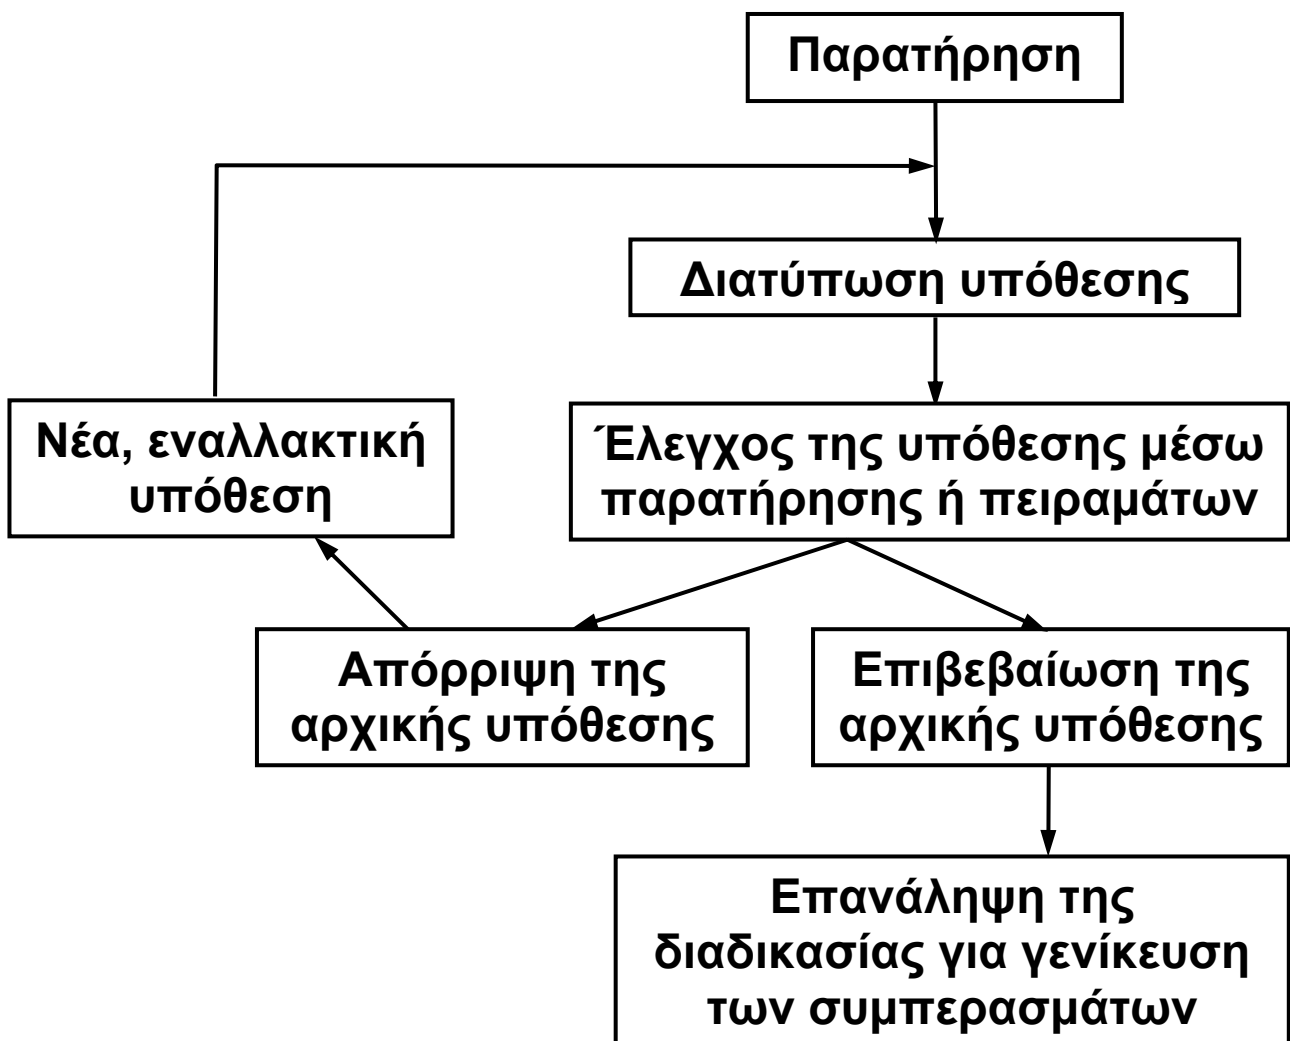 Παρατήρηση
Διατύπωση υπόθεσης
Νέα, εναλλακτική
υπόθεση
Έλεγχος της υπόθεσης μέσω
παρατήρησης ή πειραμάτων
Απόρριψη της
αρχικής υπόθεσης
Επιβεβαίωση της
αρχικής υπόθεσης
Επανάληψη της
διαδικασίας για γενίκευση
των συμπερασμάτων